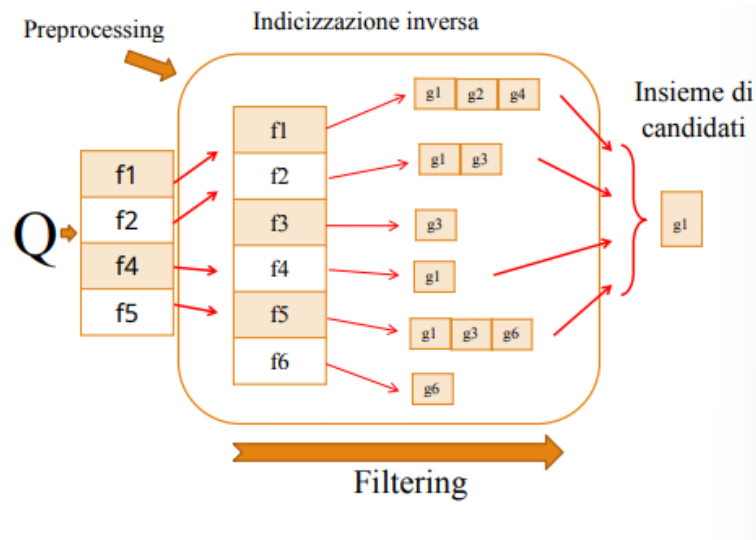 Preprocessing
Indicizzazione inversa
Insieme di
candidati
Q
f1
f2
f4
f5
f1
f2
f3
f4
f5
f6
g1 g2 g4
g1 g3
g3
g1
g1 g3 g6
g6
g1
Filtering